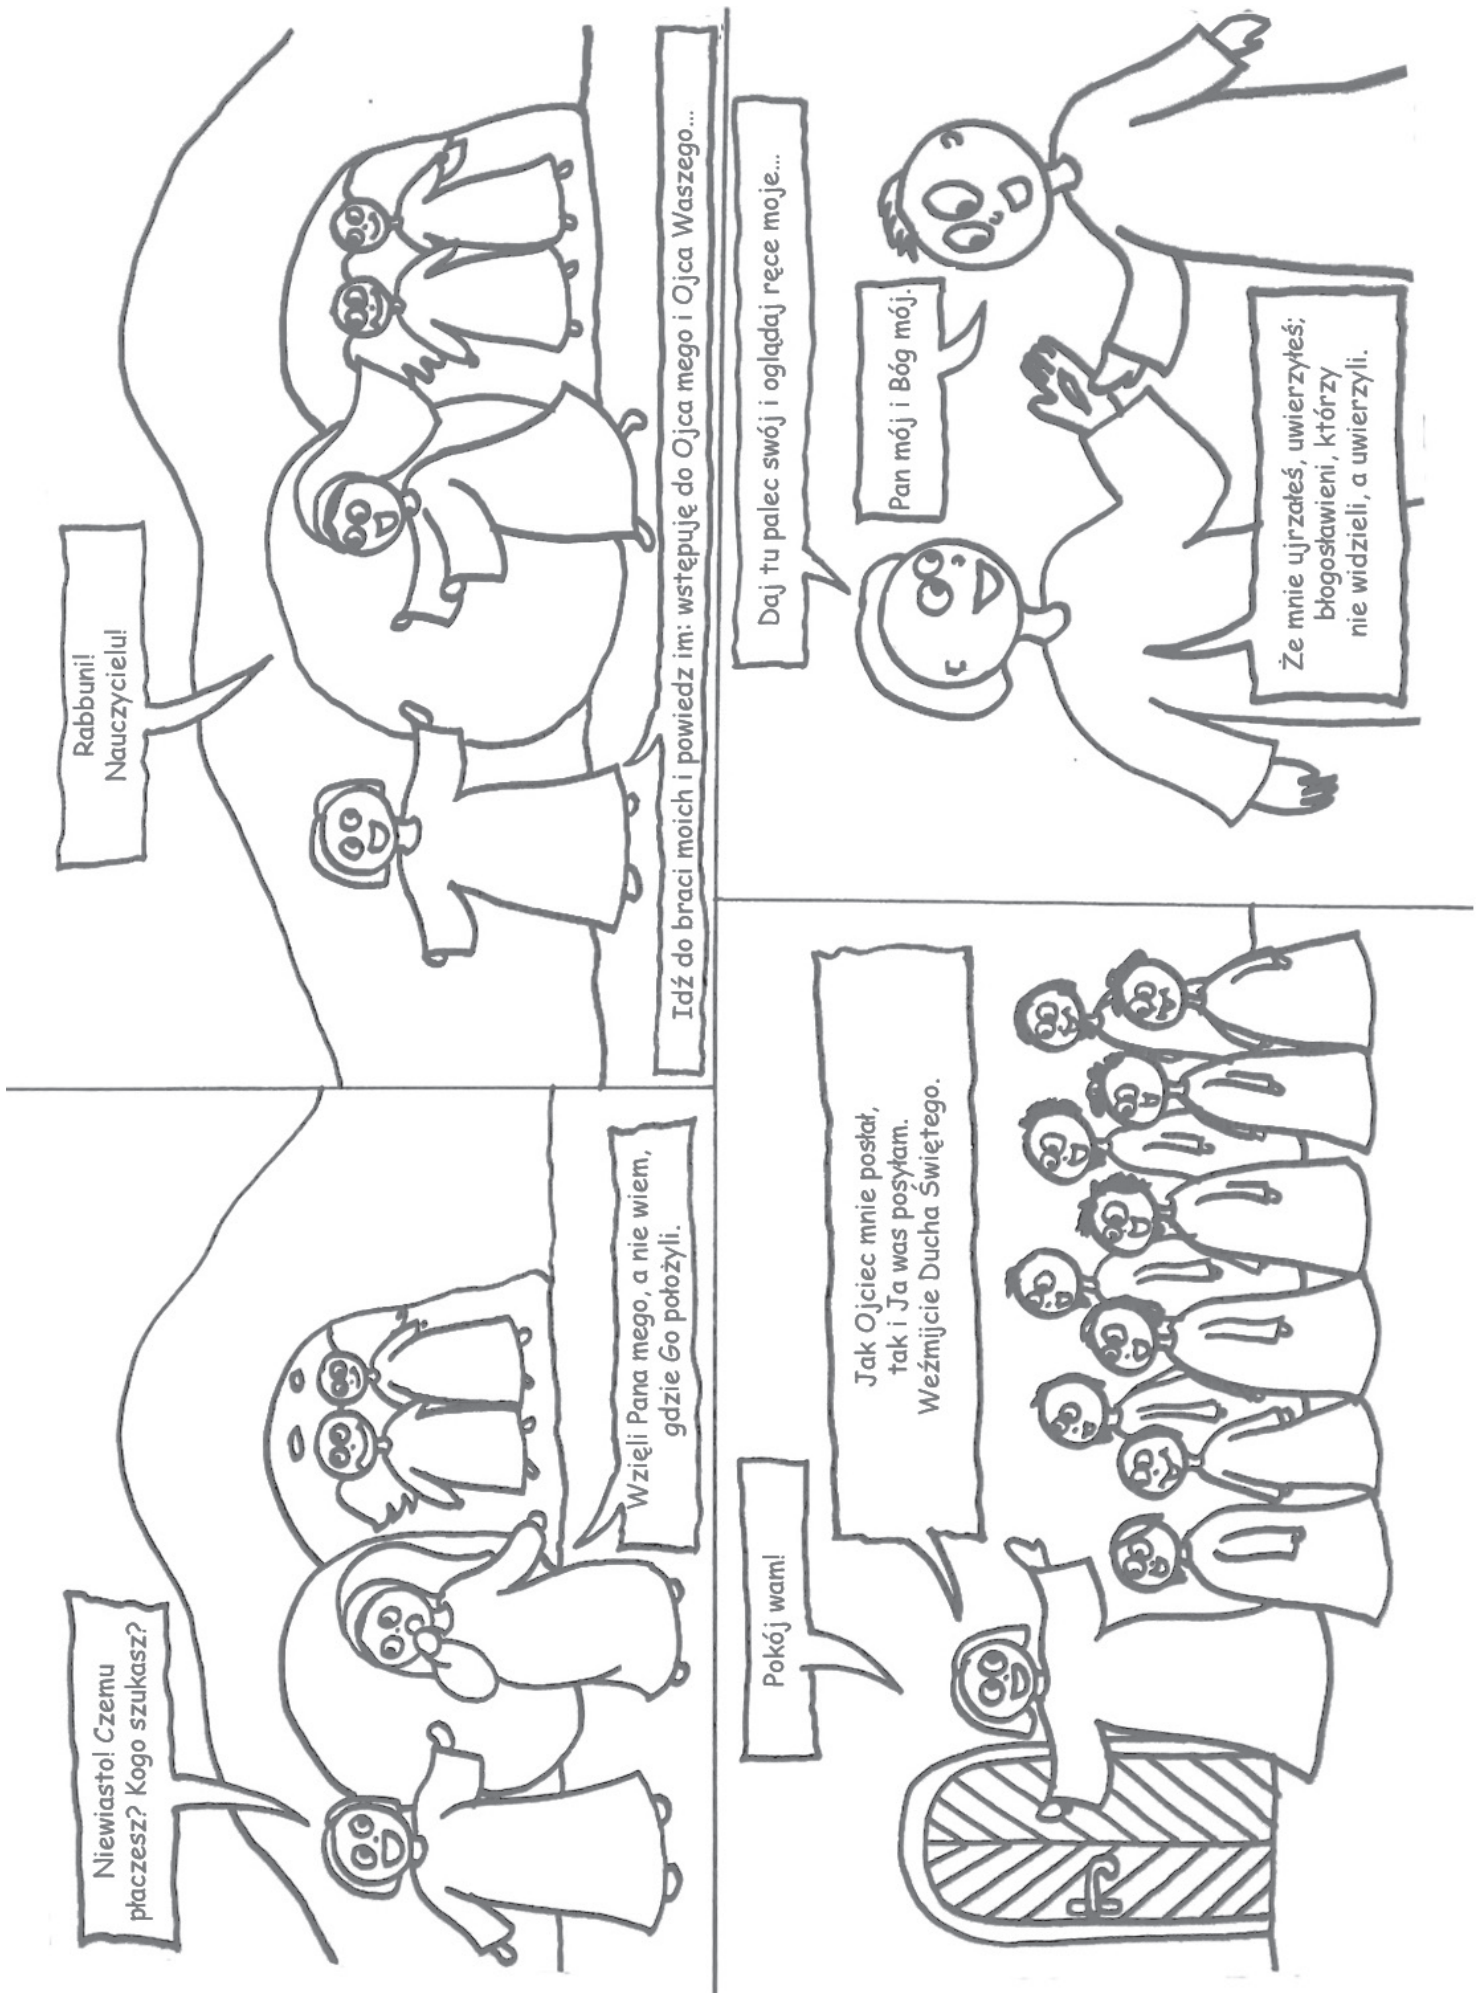 Niewiasto! Czemu
płaczesz? Kogo szukasz?
Wzięli Pana mego, a nie wiem,
gdzie Go położyli.
Rabbuni!
Nauczycielu!
Idź do braci moich i powiedz im: wstępuję do Ojca mego i Ojca Waszego...
Pokój wam!
Jak Ojciec mnie posłał,
tak i Ja was posyłam.
Weźmijcie Ducha Świętego.
Daj tu palec swój i oglądaj ręce moje...
Pan mój i Bóg mój.
Że mnie ujrzałeś, uwierzyłeś;
błogosławieni, którzy
nie widzieli, a uwierzyli.